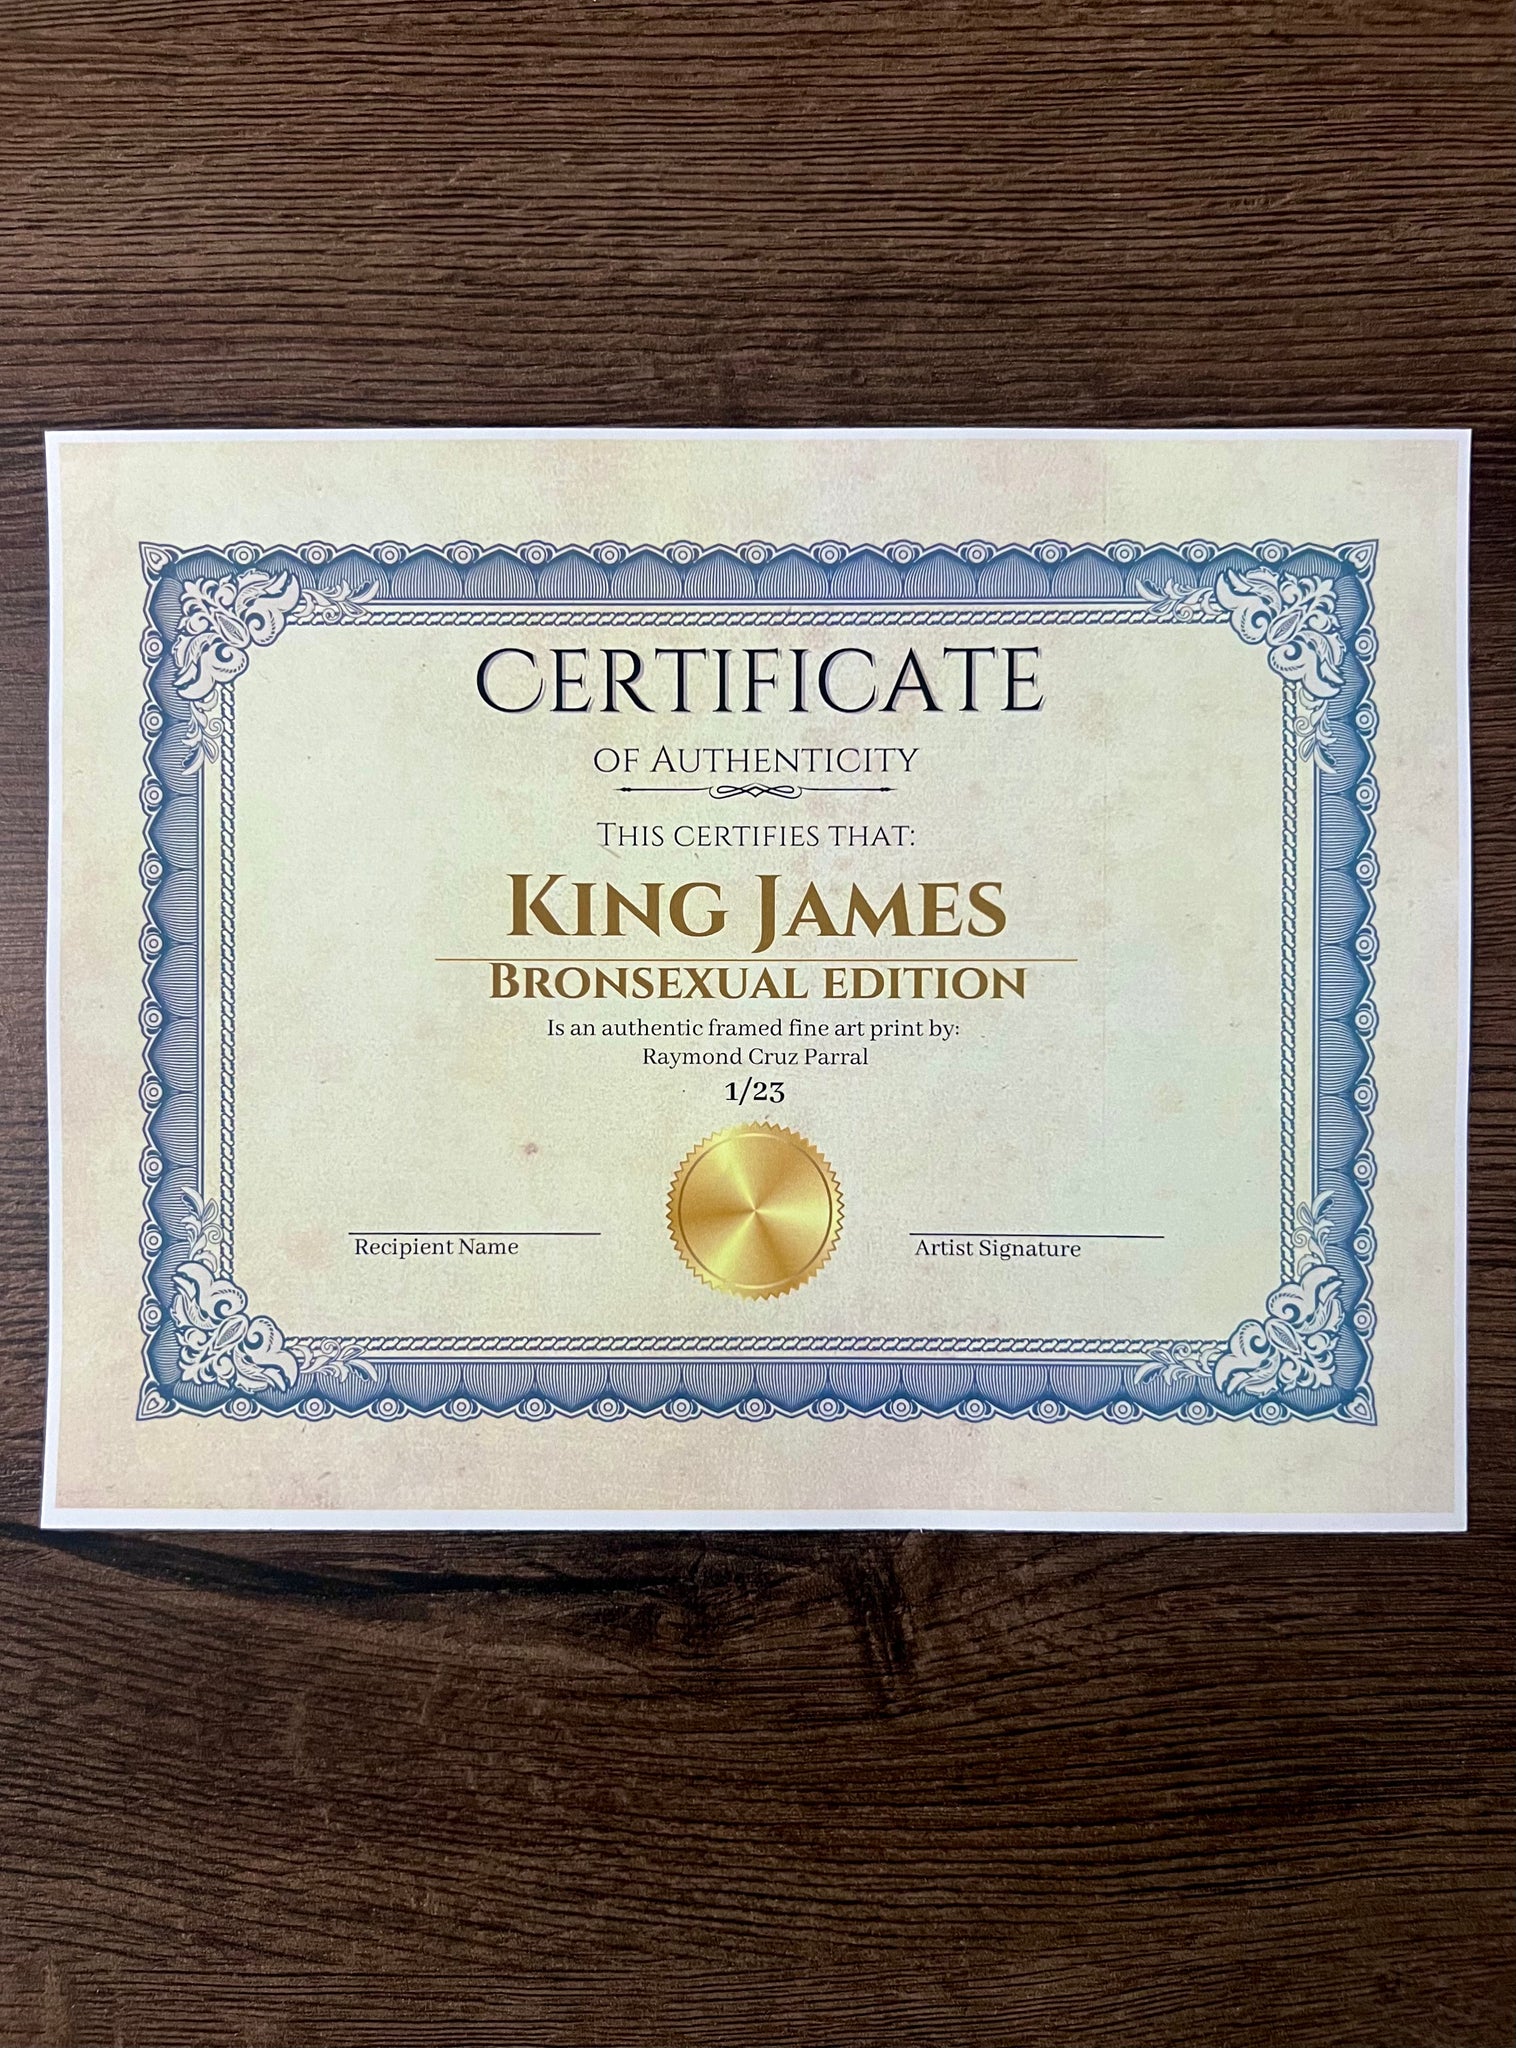 CERTIFICATE
OF AUTHENTICITY
THIS CERTIFIES THAT:
KING JAMES
BRONSEXUAL EDITION
Is an authentic framed fine art print by:
Raymond Cruz Parral
1/23
Recipient Name
Artist Signature